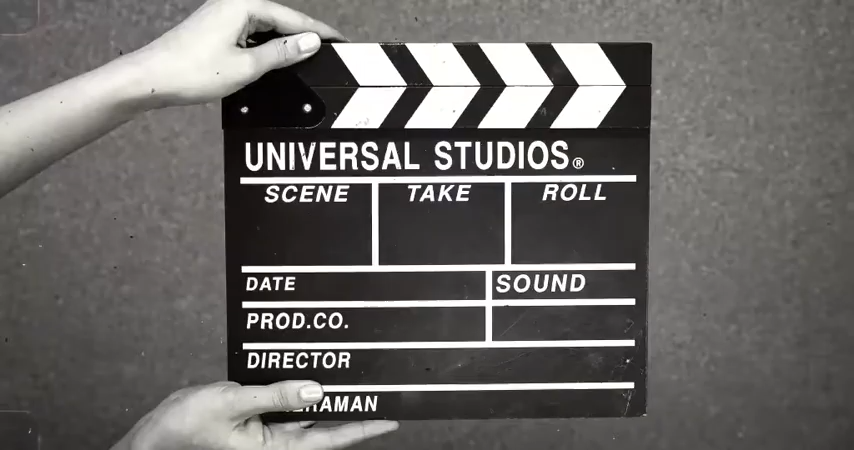 UNIVERSAL STUDIOS®
SCENE TAKE ROLL
DATE SOUND
PROD.CO.
DIRECTOR